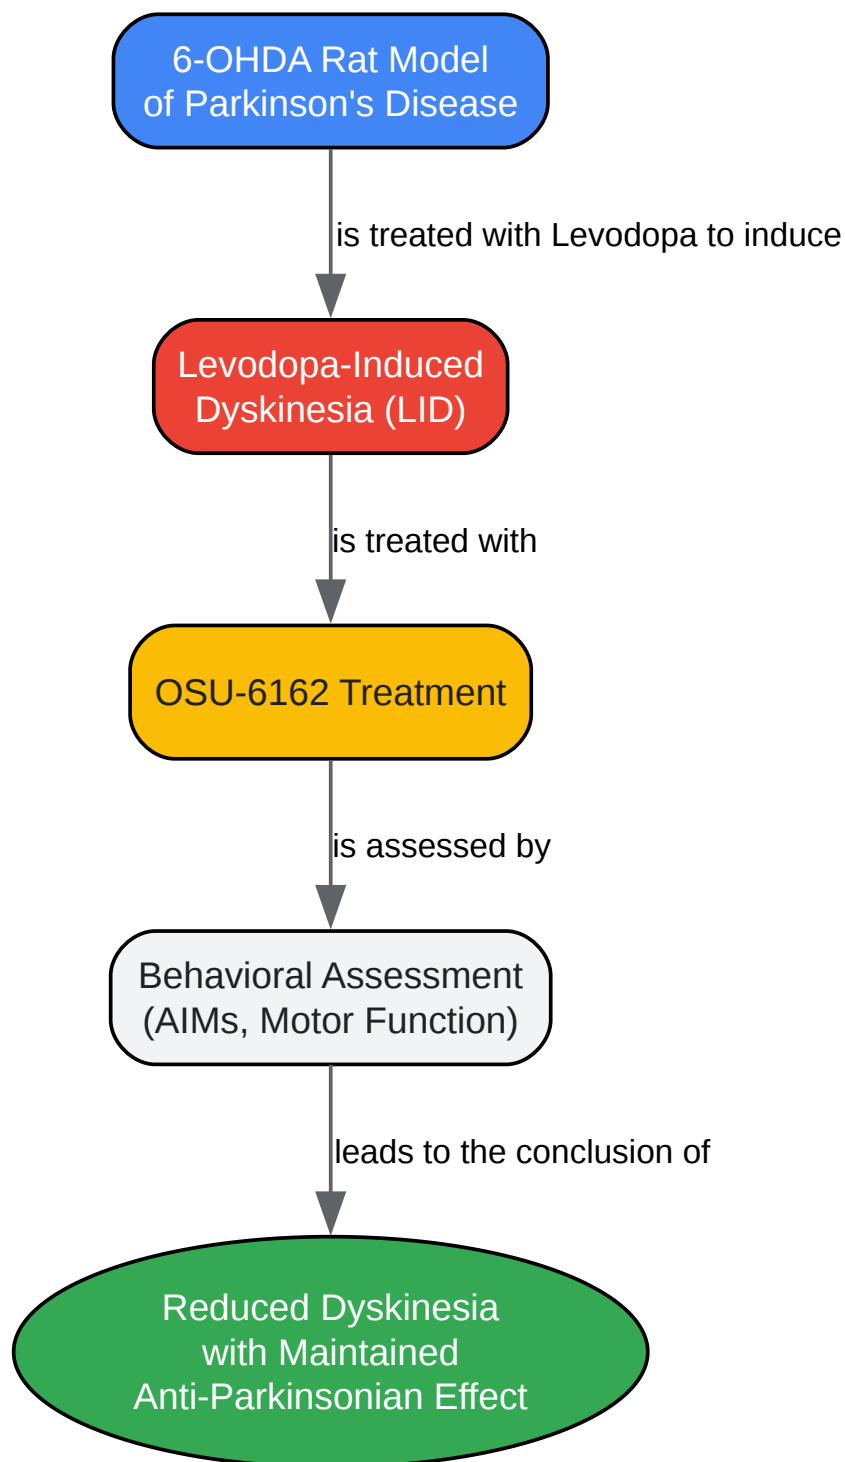 6-OHDA Rat Model
of Parkinson's Disease
is treated with Levodopa to induce
Levodopa-Induced
Dyskinesia (LID)
is treated with
OSU-6162 Treatment
is assessed by
Behavioral Assessment
(AIMs, Motor Function)
leads to the conclusion of
Reduced Dyskinesia
with Maintained
Anti-Parkinsonian Effect